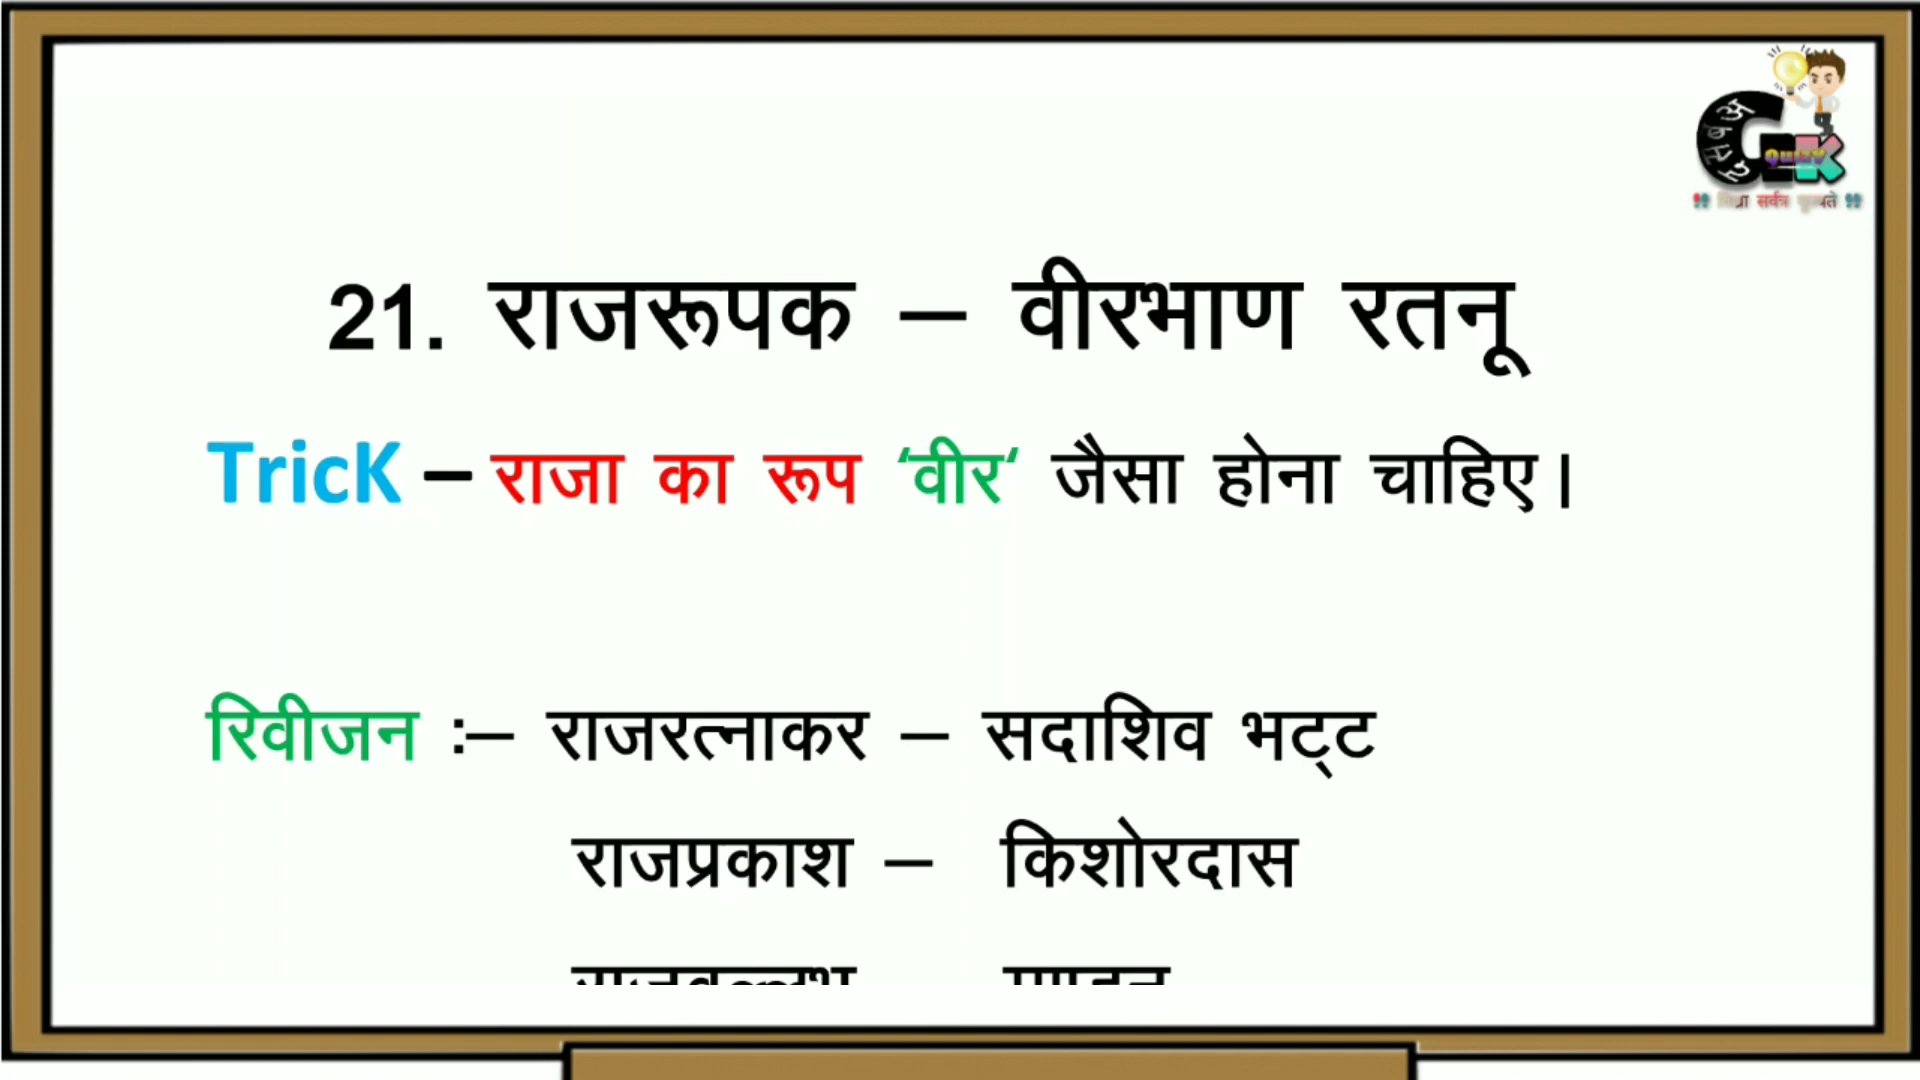 21. राजरूपक – वीरभाण रतनू
TricK – राजा का रूप ‘वीर‘ जैसा होना चाहिए।
रिवीजन :– राजरत्नाकर – सदाशिव भट्ट
राजप्रकाश – किशोरदास